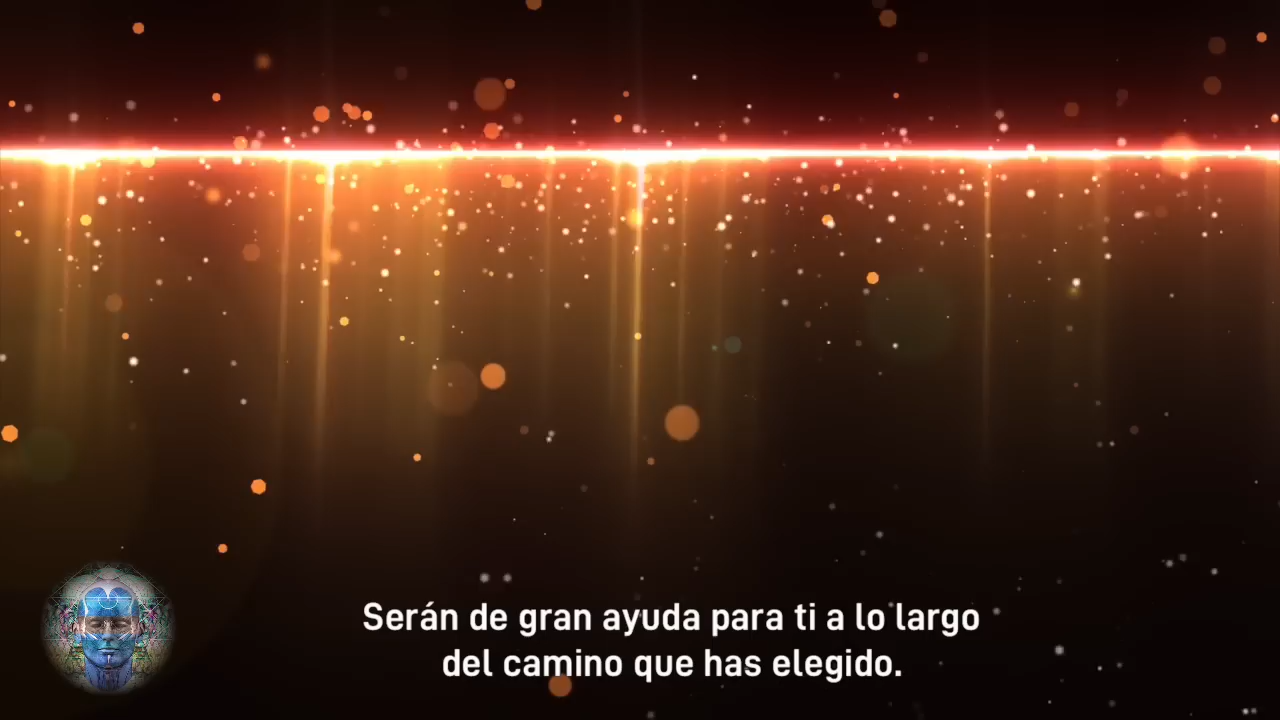 Serán de gran ayuda para ti a lo largo
del camino que has elegido.